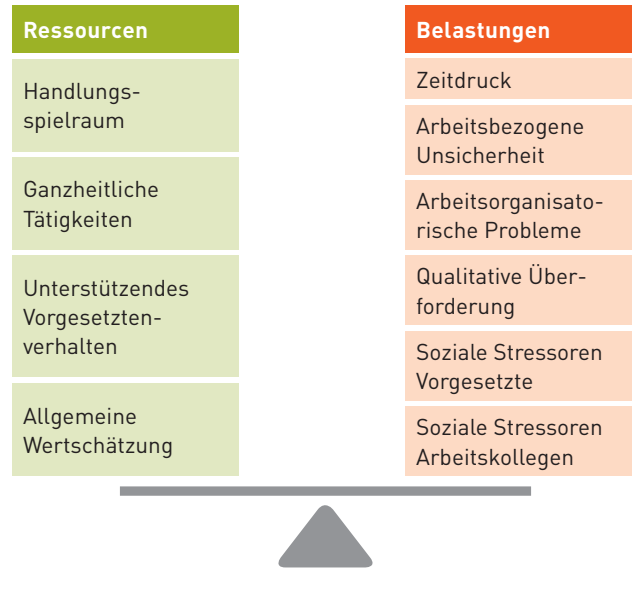 Ressourcen
Handlungs-
spielraum
Ganzheitliche
Tätigkeiten
Unterstützendes
Vorgesetzten-
verhalten
Allgemeine
Wertschätzung
Belastungen
Zeitdruck
Arbeitsbezogene
Unsicherheit
Arbeitsorganisato-
rische Probleme
Qualitative Über-
forderung
Soziale Stressoren
Vorgesetzte
Soziale Stressoren
Arbeitskollegen